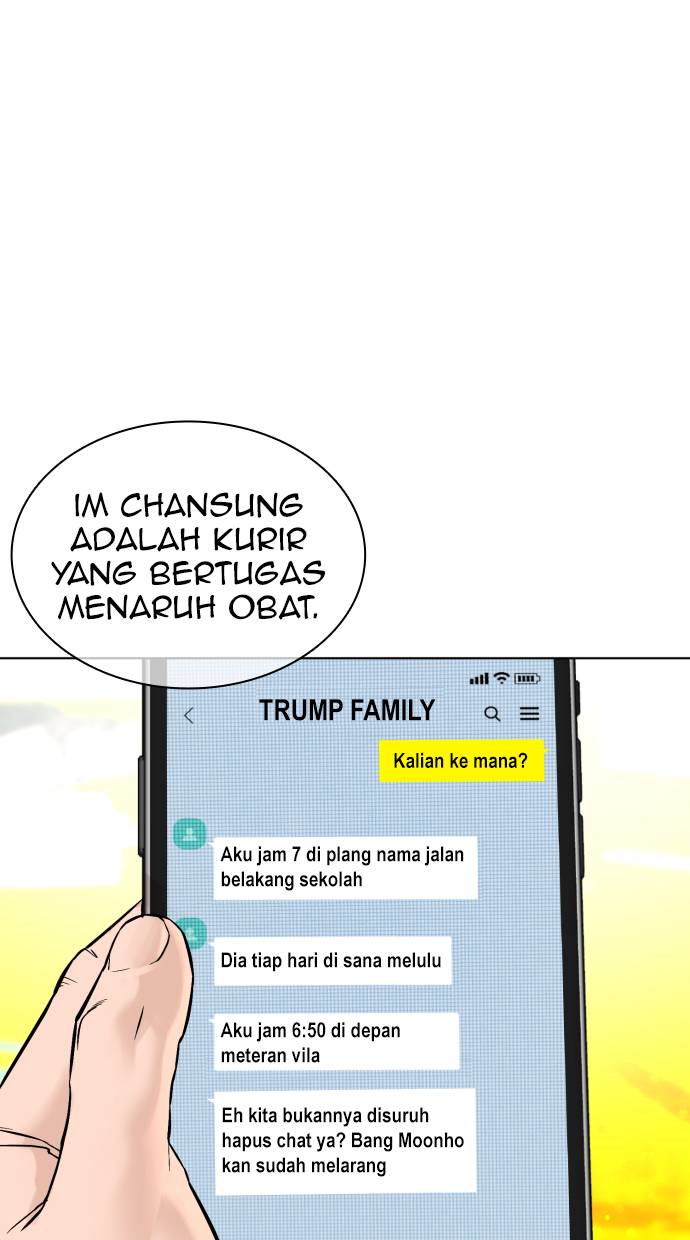 IM CHANSUNG
ADALAH KURIR
YANG BERTUGAS
MENARUH OBAT.
TRUMP FAMILY
Kalian ke mana?
Aku jam 7 di plang nama jalan
belakang sekolah
Dia tiap hari di sana melulu
Aku jam 6:50 di depan
meteran vila
Eh kita bukannya disuruh
hapus chat ya? Bang Moonho
kan sudah melarang